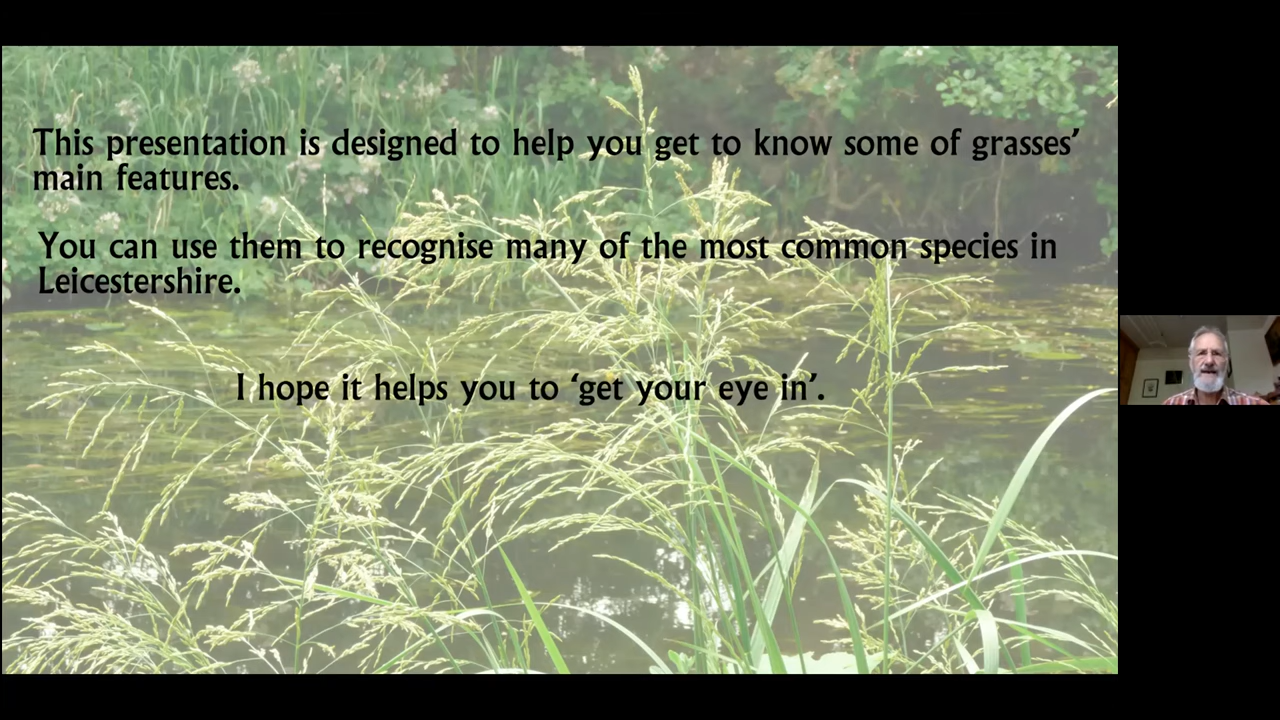 This presentation is designed to help you get to know some of grasses’
main features.
You can use them to recognise many of the most common species in
Leicestershire.
I hope it helps you to ‘get your eye in’.